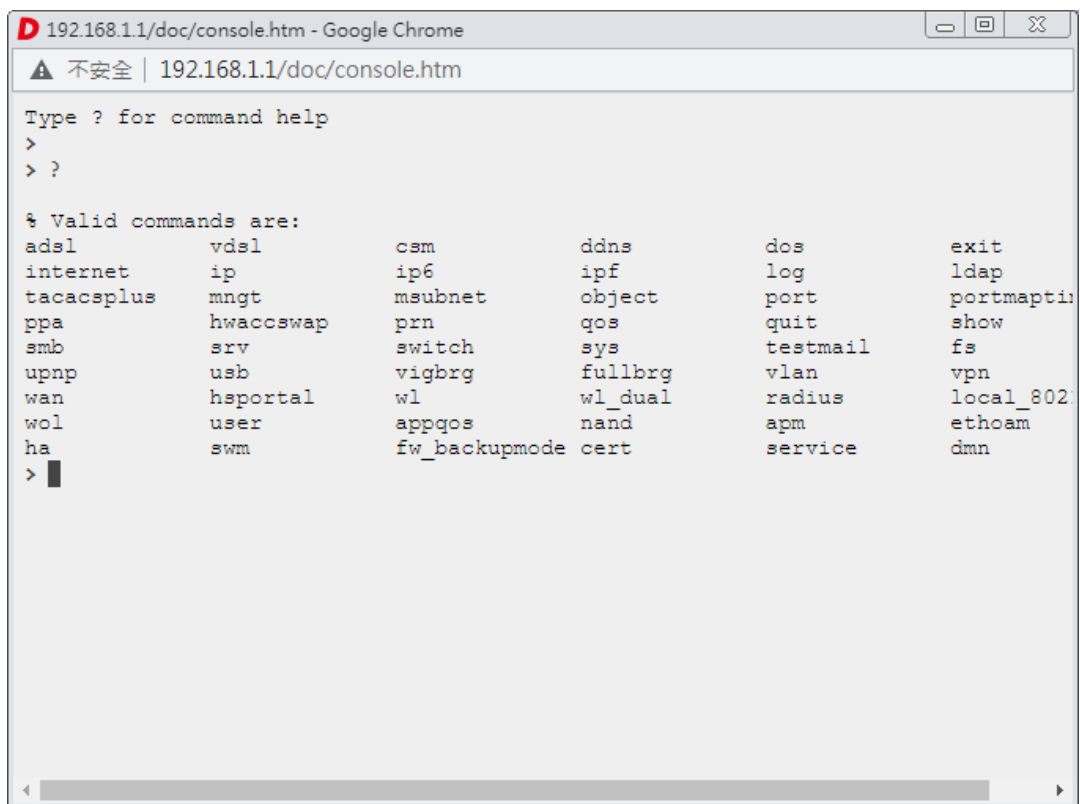 192.168.1.1/doc/console.htm - Google Chrome
不安全 | 192.168.1.1/doc/console.htm
Type ? for command help
>
> ?
% Valid commands are:
adsl vdsl csm ddns dos exit
internet ip ip6 ipf log ldap
tacacsplus mngt msubnet object port
ppa hwaccswap prn qos quit show
smb srv switch sys testmail fs
upnp usb vigbrg fullbrg vlan vpn
wan hsportal wl wl_dual radius
wol user appqos nand apm ethoam
ha swm fw_backupmode cert service dmn
>